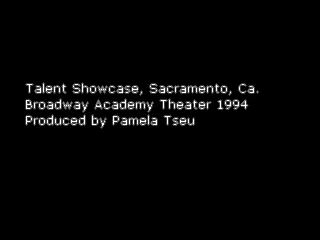 Talent Showcase, Sacramento, Ca.
Broadway Academy Theater 1994
Produced by Pamela Tseu